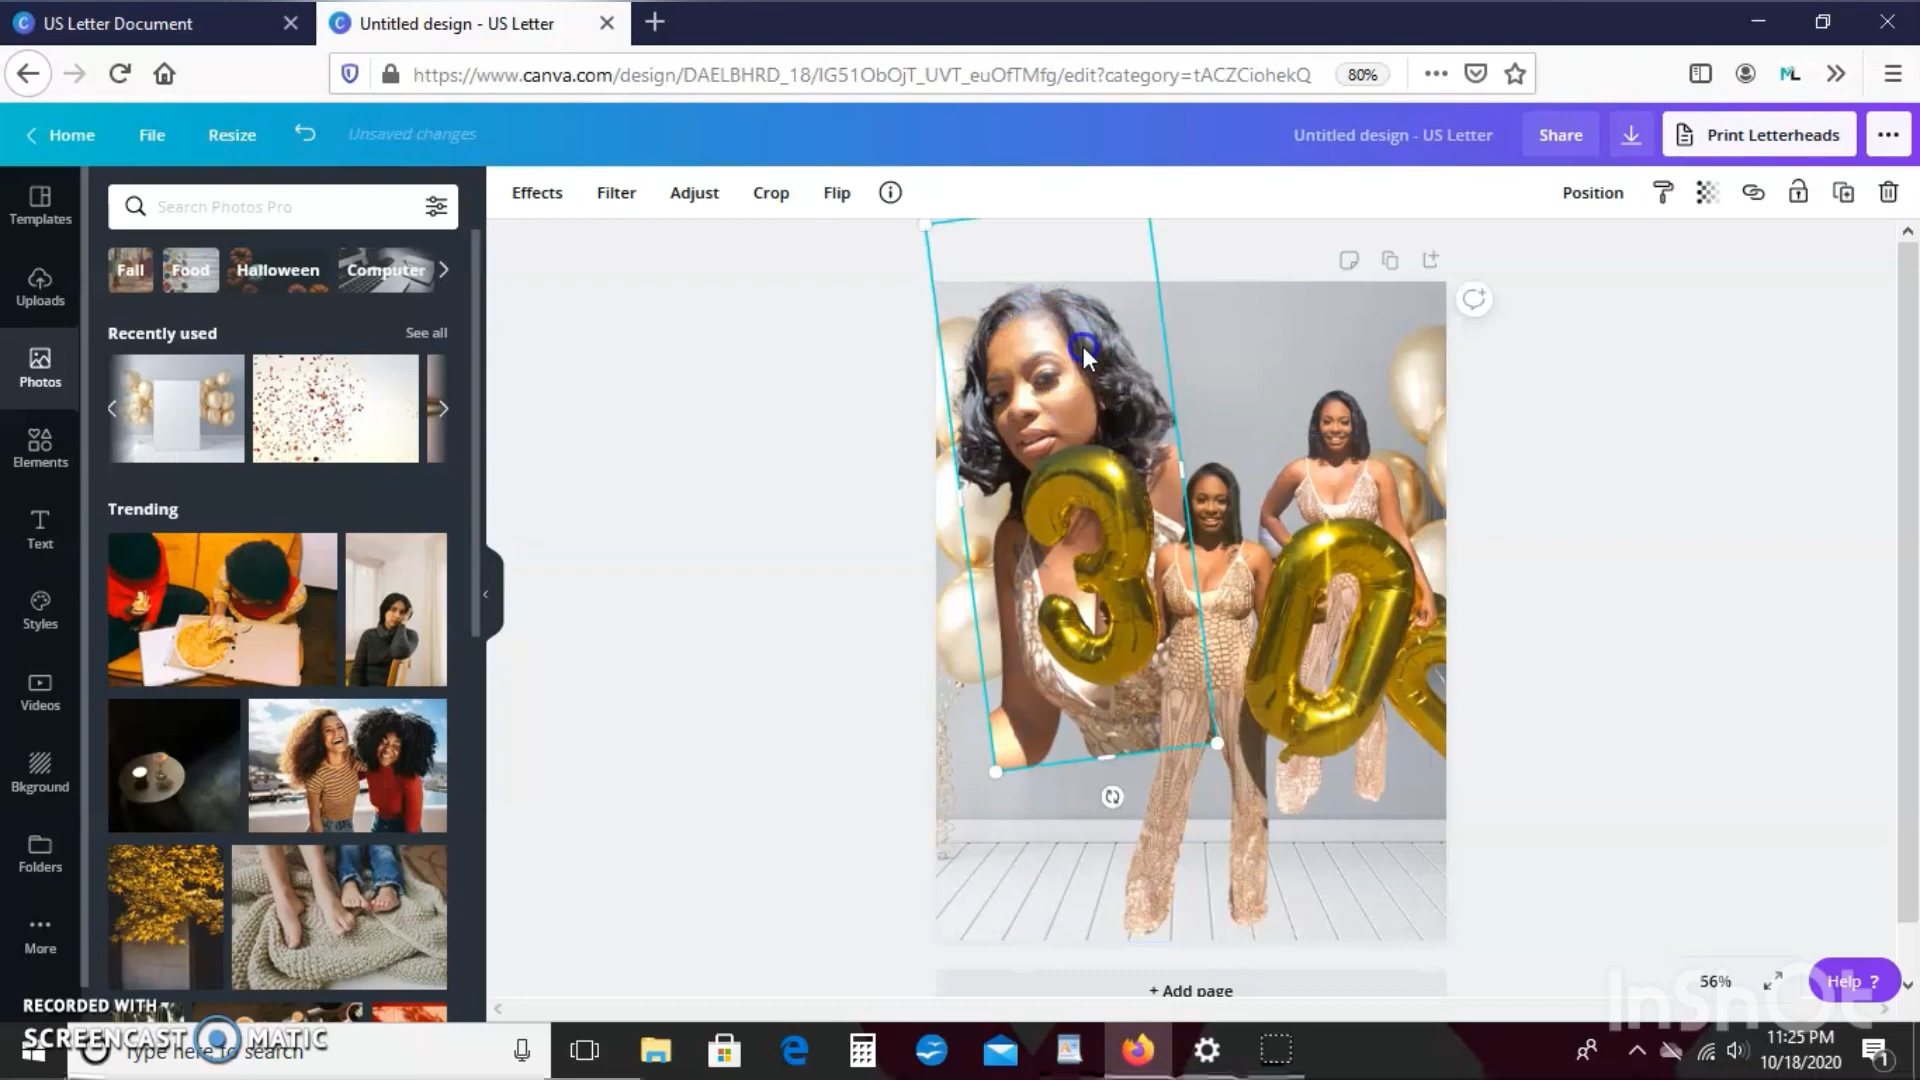 US Letter Document
Untitled design - US Letter
https://www.canva.com/design/DAELBHRD_18/IG51ObOjT_UVT_euOfTMfg/edit?category=tACZCiohekQ
80%
Home
File
Resize
Unsaved changes
Untitled design - US Letter
Share
Print Letterheads
Templates
Uploads
Photos
Elements
Text
Styles
Videos
Bkground
Folders
More
Search Photos Pro
Fall
Food
Halloween
Computer
Recently used
See all
Trending
Effects
Filter
Adjust
Crop
Flip
Position
30
+ Add page
56%
Help ?
InShOt
RECORDED WITH
SCREENCAST MATIC
Type here to search
11:25 PM
10/18/2020
1